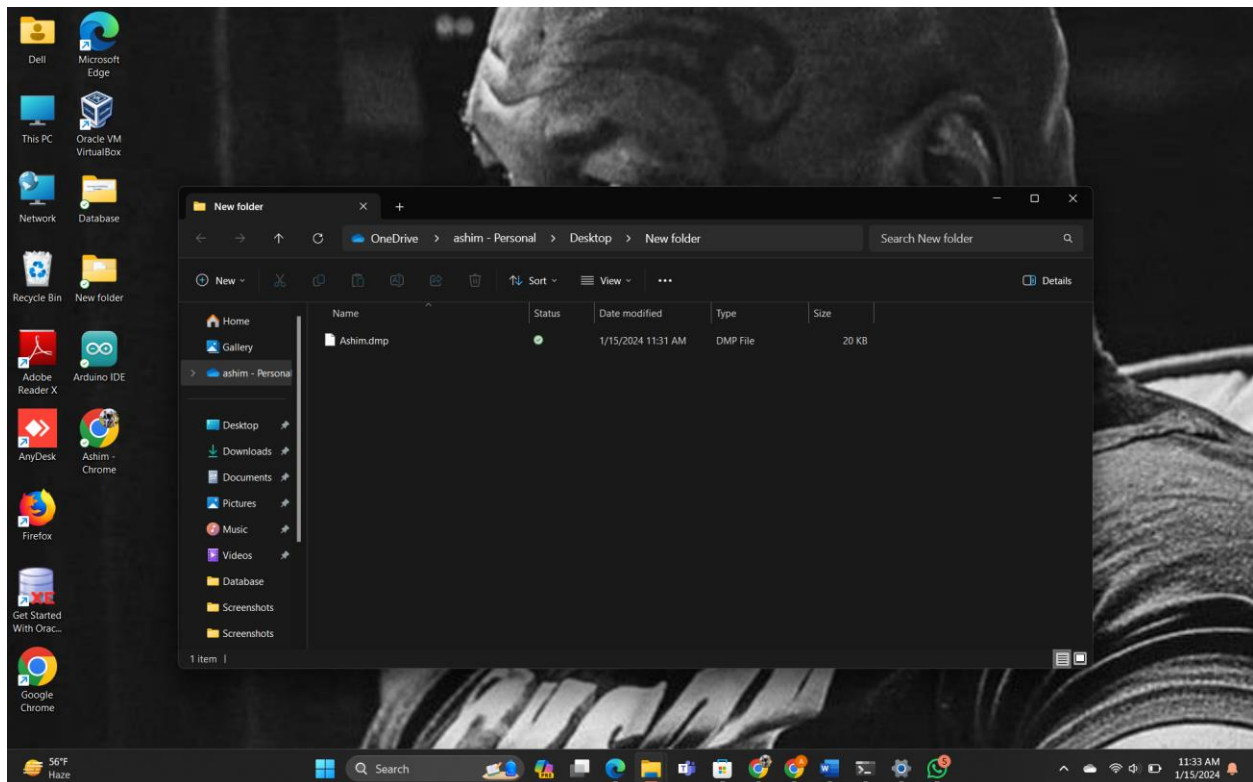 Dell
Microsoft
Edge
This PC
Oracle VM
VirtualBox
Network
Database
Recycle Bin
New folder
Adobe
Reader X
Arduino IDE
AnyDesk
Ashim -
Chrome
Firefox
XE
Get Started
With Orac...
Google
Chrome
New folder
OneDrive > ashim - Personal > Desktop > New folder
Search New folder
New
Sort
View
Details
Name Status Date modified Type Size
Ashim.dmp 1/15/2024 11:31 AM DMP File 20 KB
Home
Gallery
ashim - Personal
Desktop
Downloads
Documents
Pictures
Music
Videos
Database
Screenshots
Screenshots
1 item
56°F
Haze
Search
PRE
5
11:33 AM
1/15/2024